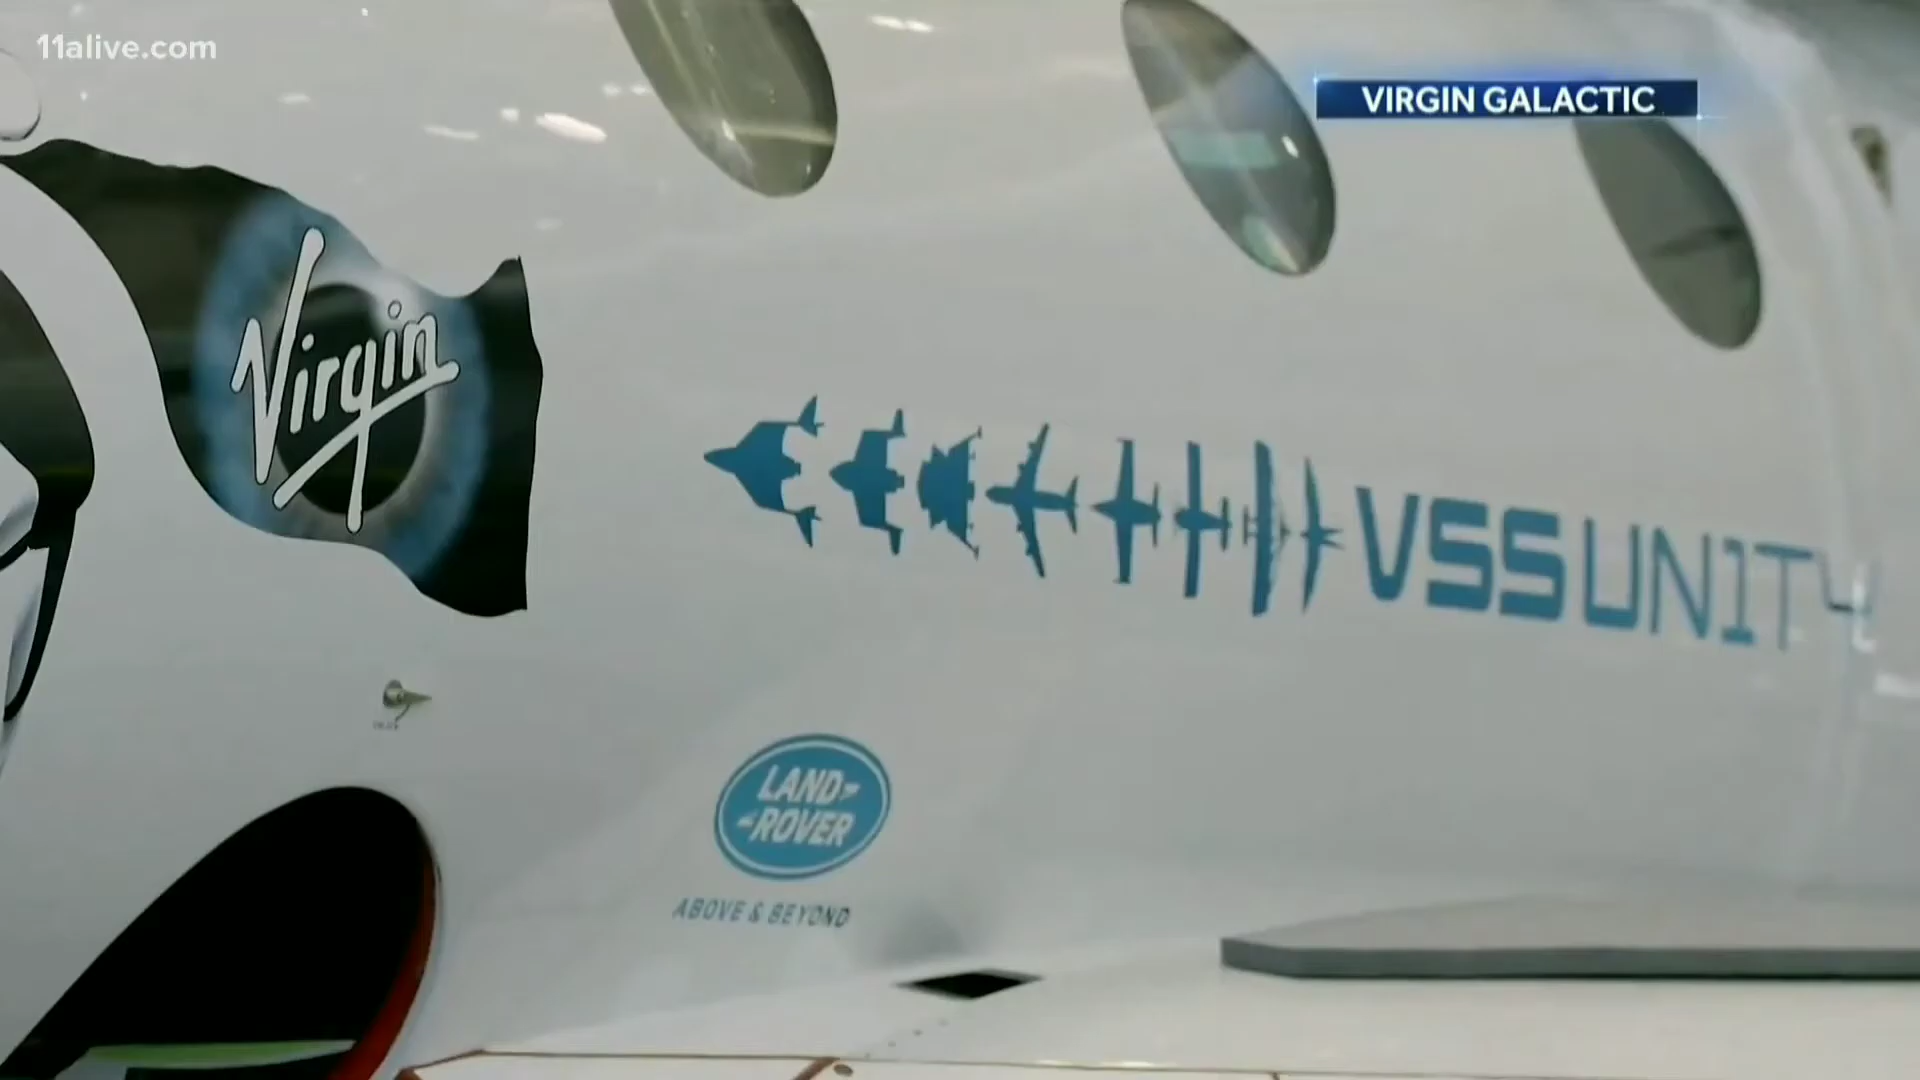 11alive.com
VIRGIN GALACTIC
Virgin
VSS UNITY
LAND-
-ROVER
ABOVE & BEYOND